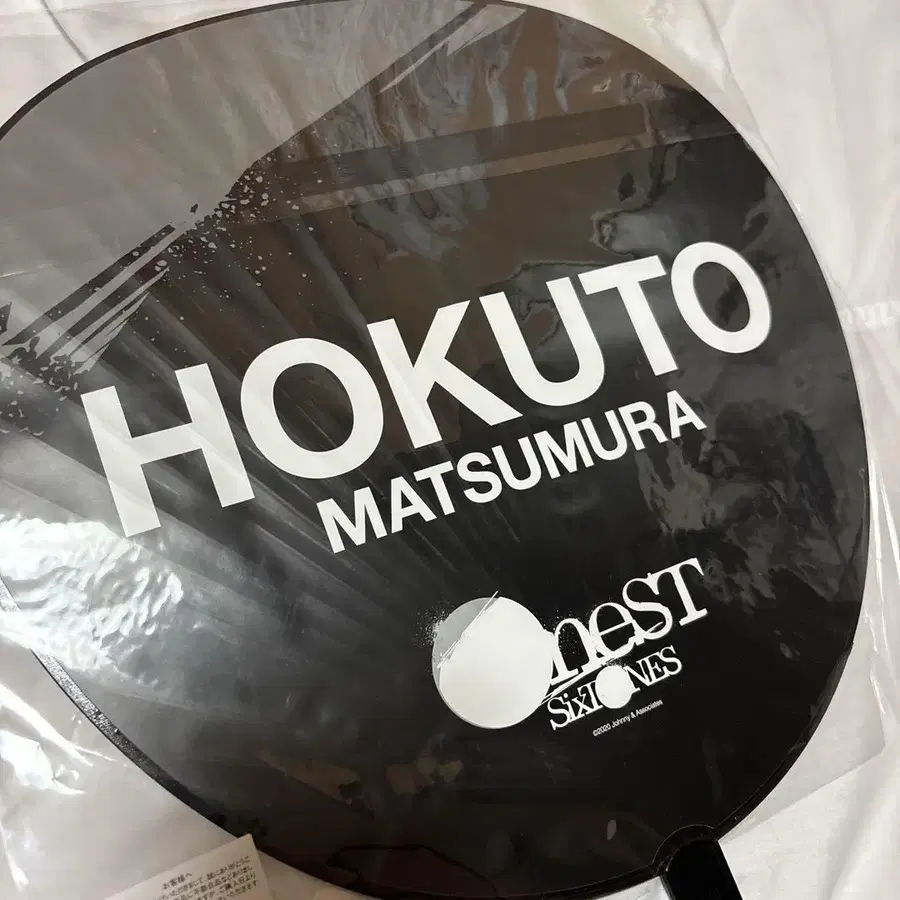 HOKUTO
MATSUMURA
OneST
SixTONES
©2020 Johnny & Associates